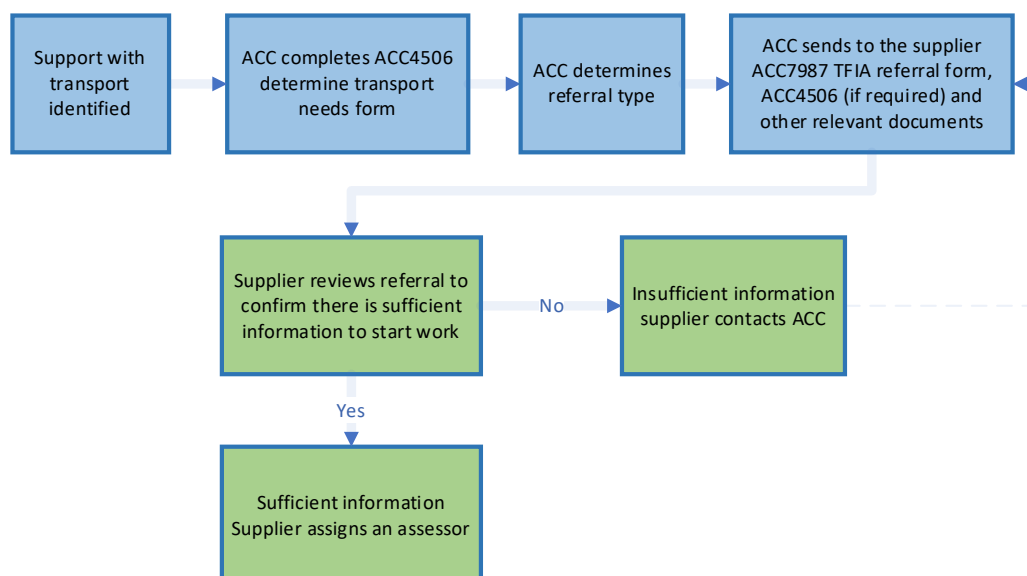 Support with
transport
identified
ACC completes ACC4506
determine transport
needs form
ACC determines
referral type
ACC sends to the supplier
ACC7987 TFIA referral form,
ACC4506 (if required) and
other relevant documents
Supplier reviews referral to
confirm there is sufficient
information to start work
No
Insufficient information
supplier contacts ACC
Yes
Sufficient information
Supplier assigns an assessor